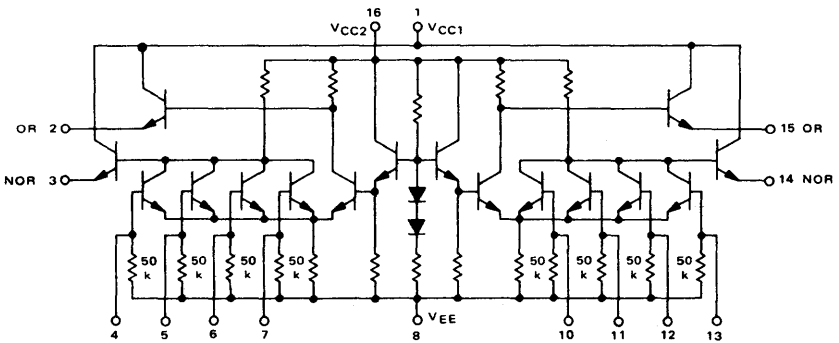 16 1
VCC2 VCC1
OR 2 15 OR
NOR 3 14 NOR
50 k 50 k 50 k 50 k 50 k 50 k 50 k 50 k
VEE
4 5 6 7 8 10 11 12 13